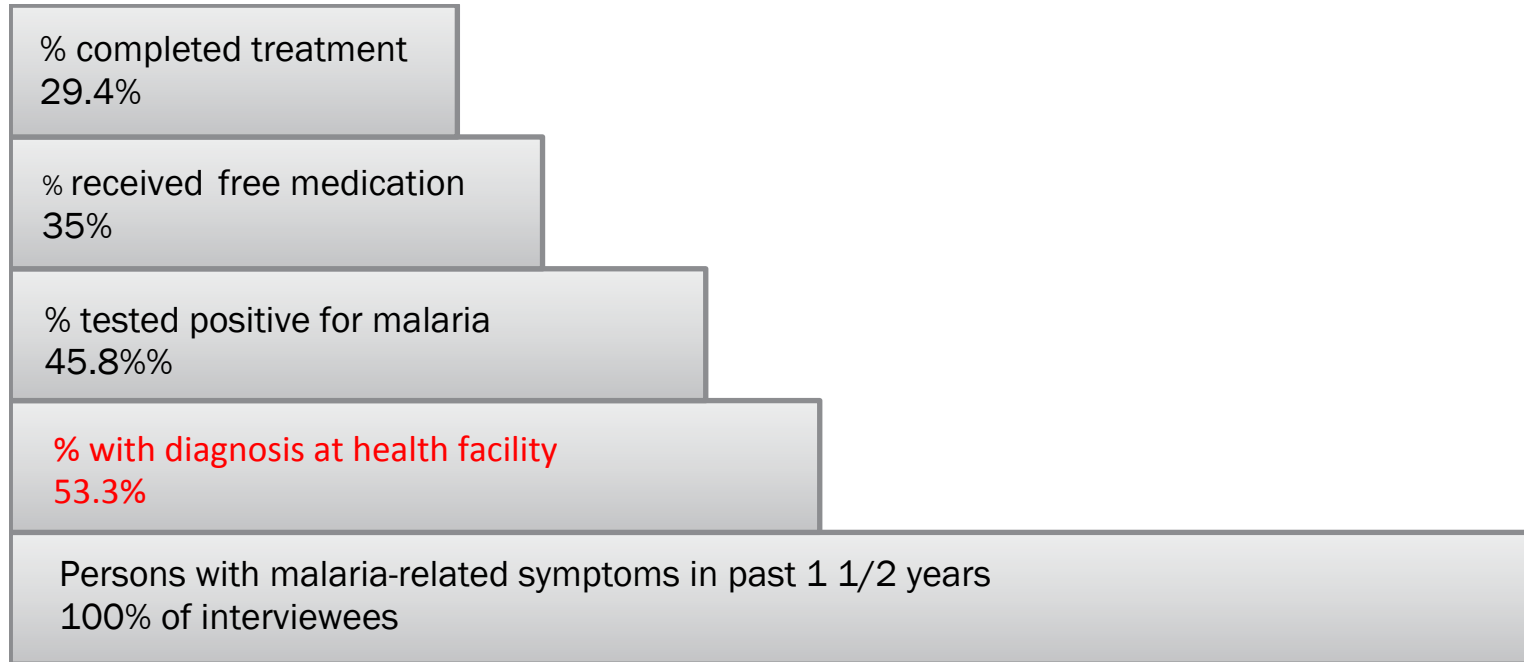 % completed treatment
29.4%
% received free medication
35%
% tested positive for malaria
45.8%%
% with diagnosis at health facility
53.3%
Persons with malaria-related symptoms in past 1 1/2 years
100% of interviewees